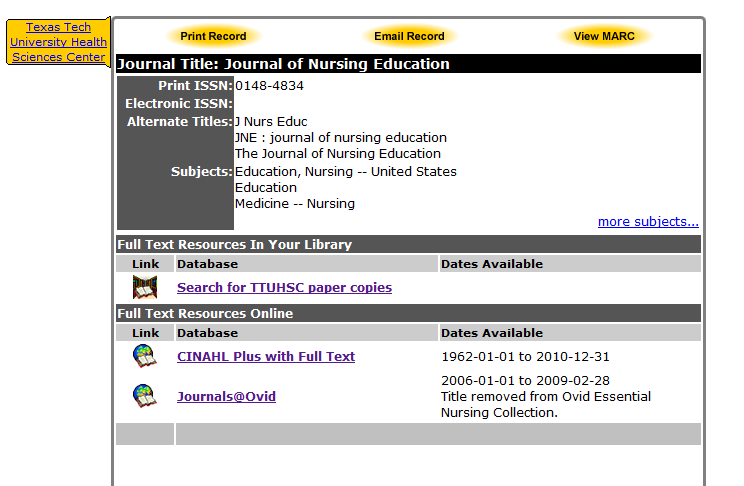 Texas Tech
University Health
Sciences Center
Print Record Email Record View MARC
Journal Title: Journal of Nursing Education
Print ISSN: 0148-4834
Electronic ISSN:
Alternate Titles: J Nurs Educ
JNE : journal of nursing education
The Journal of Nursing Education
Subjects: Education, Nursing -- United States
Education
Medicine -- Nursing
more subjects...
Full Text Resources In Your Library
Link Database Dates Available
Search for TTUHSC paper copies
Full Text Resources Online
Link Database Dates Available
CINAHL Plus with Full Text 1962-01-01 to 2010-12-31
Journals@Ovid 2006-01-01 to 2009-02-28
Title removed from Ovid Essential
Nursing Collection.